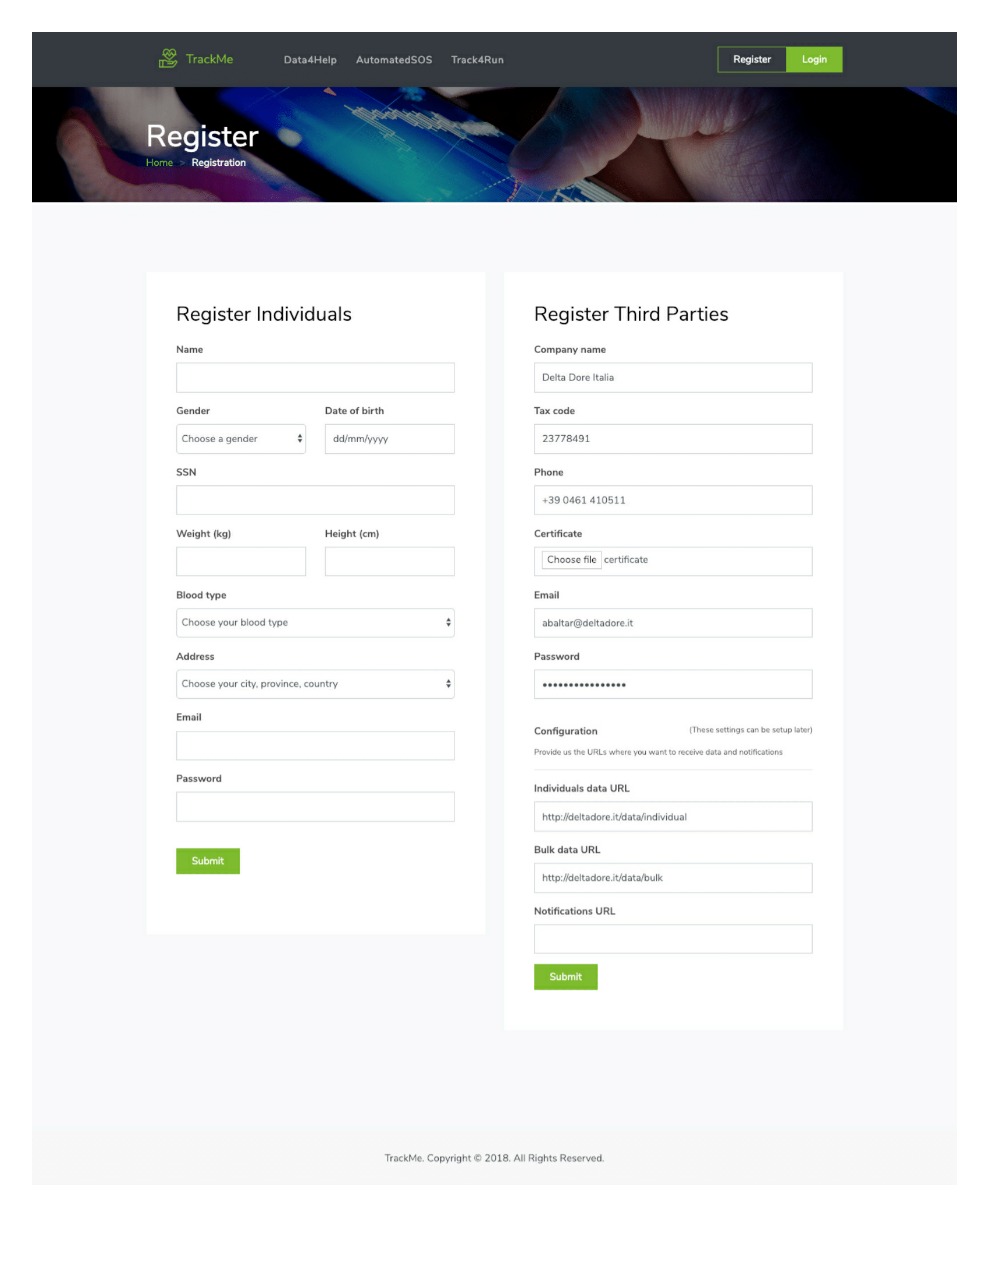 TrackMe Data4Help AutomatedSOS Track4Run Register Login
Register
Home > Registration
Register Individuals
Name
Gender Date of birth
Choose a gender dd/mm/yyyy
SSN
Weight (kg) Height (cm)
Blood type
Choose your blood type
Address
Choose your city, province, country
Email
Password
Submit
Register Third Parties
Company name
Delta Dore Italia
Tax code
23778491
Phone
+39 0461 410511
Certificate
Choose file certificate
Email
abaltar@deltadore.it
Password
••••••••••••••••
Configuration (These settings can be setup later)
Provide us the URLs where you want to receive data and notifications
Individuals data URL
http://deltadore.it/data/individual
Bulk data URL
http://deltadore.it/data/bulk
Notifications URL
Submit
TrackMe. Copyright © 2018. All Rights Reserved.